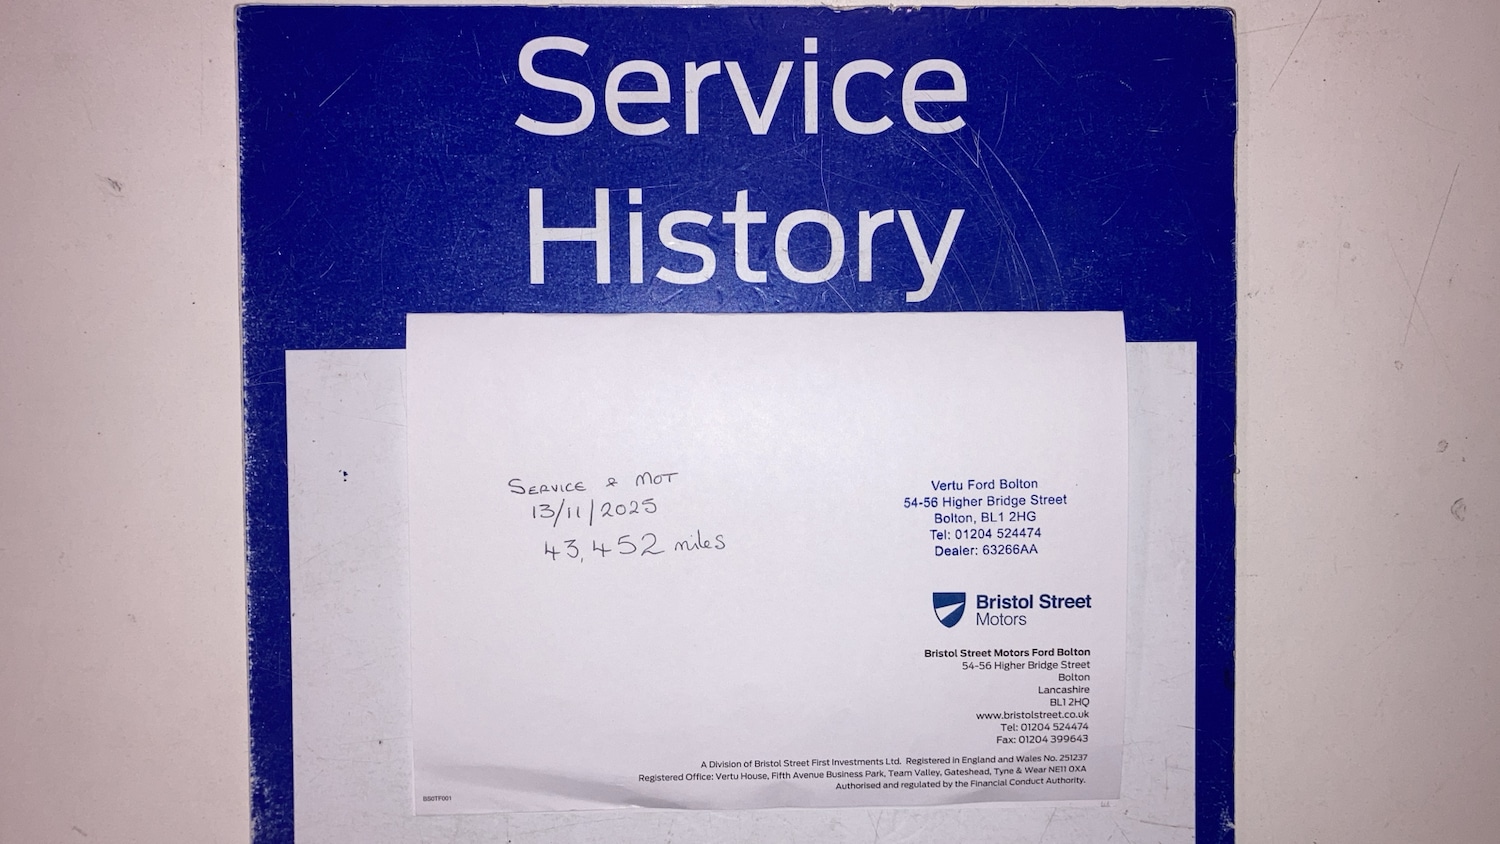 Service
History
SERVICE & MOT
13/11/2025
43,452 miles
Vertu Ford Bolton
54-56 Higher Bridge Street
Bolton, BL1 2HG
Tel: 01204 524474
Dealer: 63266AA
Bristol Street
Motors
Bristol Street Motors Ford Bolton
54-56 Higher Bridge Street
Bolton
Lancashire
BL1 2HQ
www.bristolstreet.co.uk
Tel: 01204 524474
Fax: 01204 399643
A Division of Bristol Street First Investments Ltd. Registered in England and Wales No. 251237
Registered Office: Vertu House, Fifth Avenue Business Park, Team Valley, Gateshead, Tyne & Wear NE11 0XA
Authorised and regulated by the Financial Conduct Authority.
BS0TF001